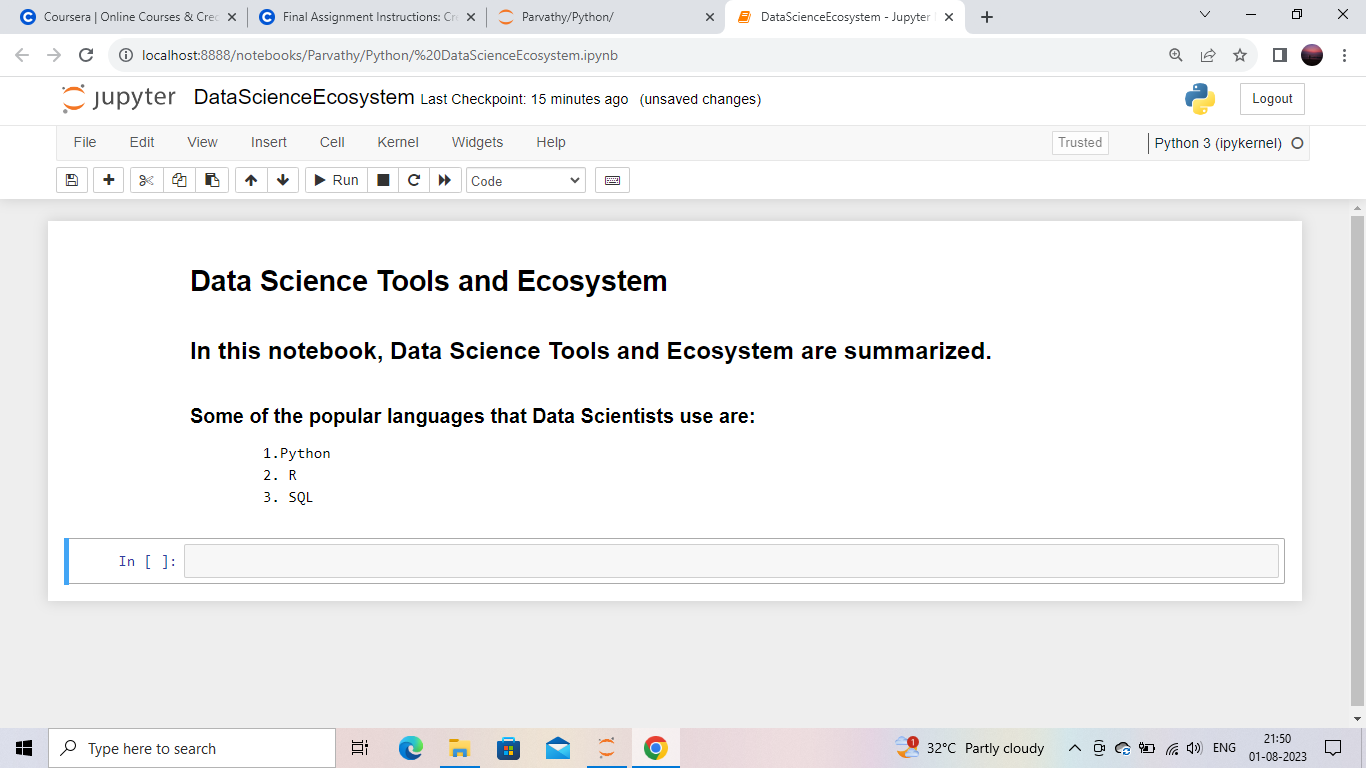 Coursera | Online Courses & Cre
Final Assignment Instructions: Cr
Parvathy/Python/
DataScienceEcosystem - Jupyter
localhost:8888/notebooks/Parvathy/Python/%20DataScienceEcosystem.ipynb
jupyter DataScienceEcosystem Last Checkpoint: 15 minutes ago (unsaved changes)
Logout
File Edit View Insert Cell Kernel Widgets Help
Trusted
Python 3 (ipykernel)
Run
Code
Data Science Tools and Ecosystem
In this notebook, Data Science Tools and Ecosystem are summarized.
Some of the popular languages that Data Scientists use are:
1.Python
2. R
3. SQL
In [ ]:
Type here to search
1
32°C Partly cloudy
ENG
21:50
01-08-2023